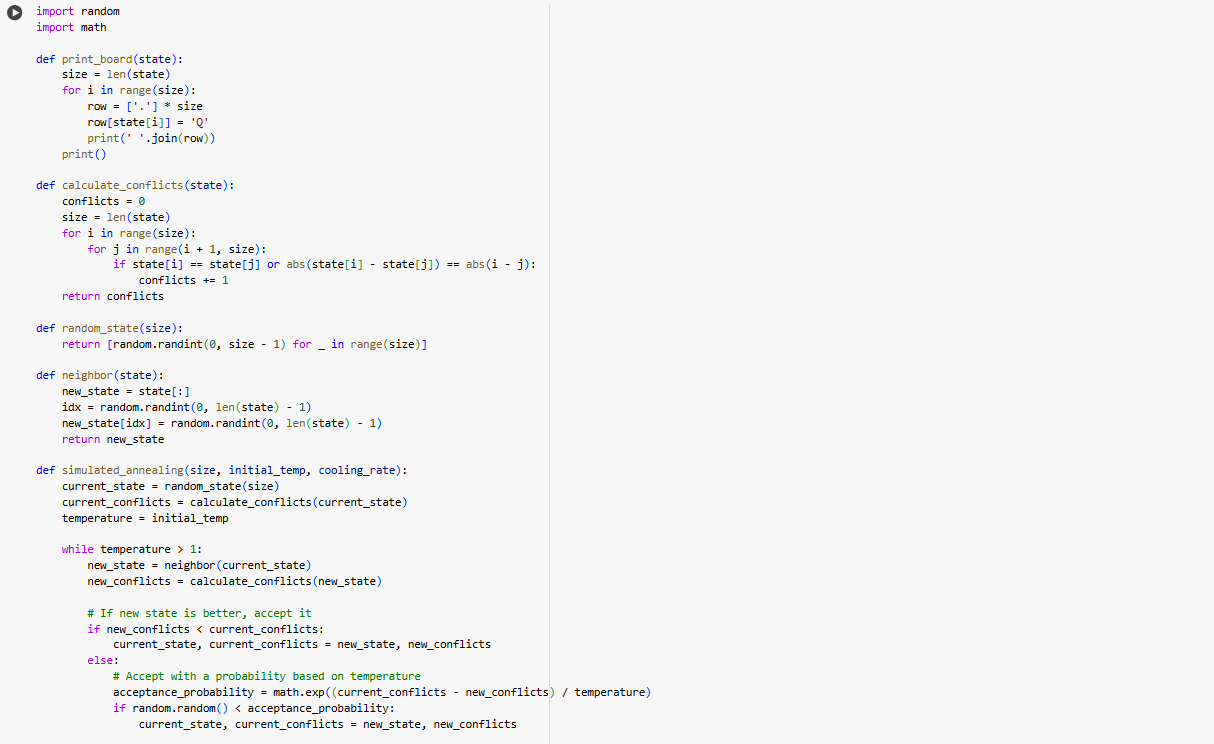 import random
import math
def print_board(state):
    size = len(state)
    for i in range(size):
        row = ['.'] * size
        row[state[i]] = 'Q'
        print(' '.join(row))
    print()
def calculate_conflicts(state):
    conflicts = 0
    size = len(state)
    for i in range(size):
        for j in range(i + 1, size):
            if state[i] == state[j] or abs(state[i] - state[j]) == abs(i - j):
                conflicts += 1
    return conflicts
def random_state(size):
    return [random.randint(0, size - 1) for _ in range(size)]
def neighbor(state):
    new_state = state[:]
    idx = random.randint(0, len(state) - 1)
    new_state[idx] = random.randint(0, len(state) - 1)
    return new_state
def simulated_annealing(size, initial_temp, cooling_rate):
    current_state = random_state(size)
    current_conflicts = calculate_conflicts(current_state)
    temperature = initial_temp
    while temperature > 1:
        new_state = neighbor(current_state)
        new_conflicts = calculate_conflicts(new_state)
        # If new state is better, accept it
        if new_conflicts < current_conflicts:
            current_state, current_conflicts = new_state, new_conflicts
        else:
            # Accept with a probability based on temperature
            acceptance_probability = math.exp((current_conflicts - new_conflicts) / temperature)
            if random.random() < acceptance_probability:
                current_state, current_conflicts = new_state, new_conflicts